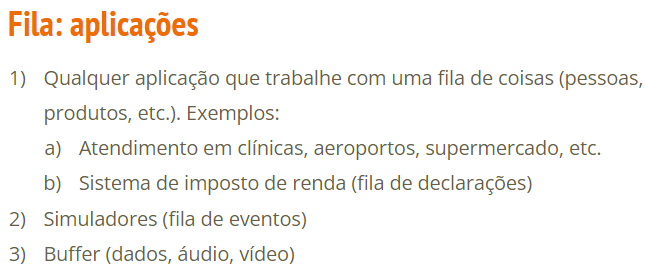 Fila: aplicações
1) Qualquer aplicação que trabalhe com uma fila de coisas (pessoas,
produtos, etc.). Exemplos:
a) Atendimento em clínicas, aeroportos, supermercado, etc.
b) Sistema de imposto de renda (fila de declarações)
2) Simuladores (fila de eventos)
3) Buffer (dados, áudio, vídeo)